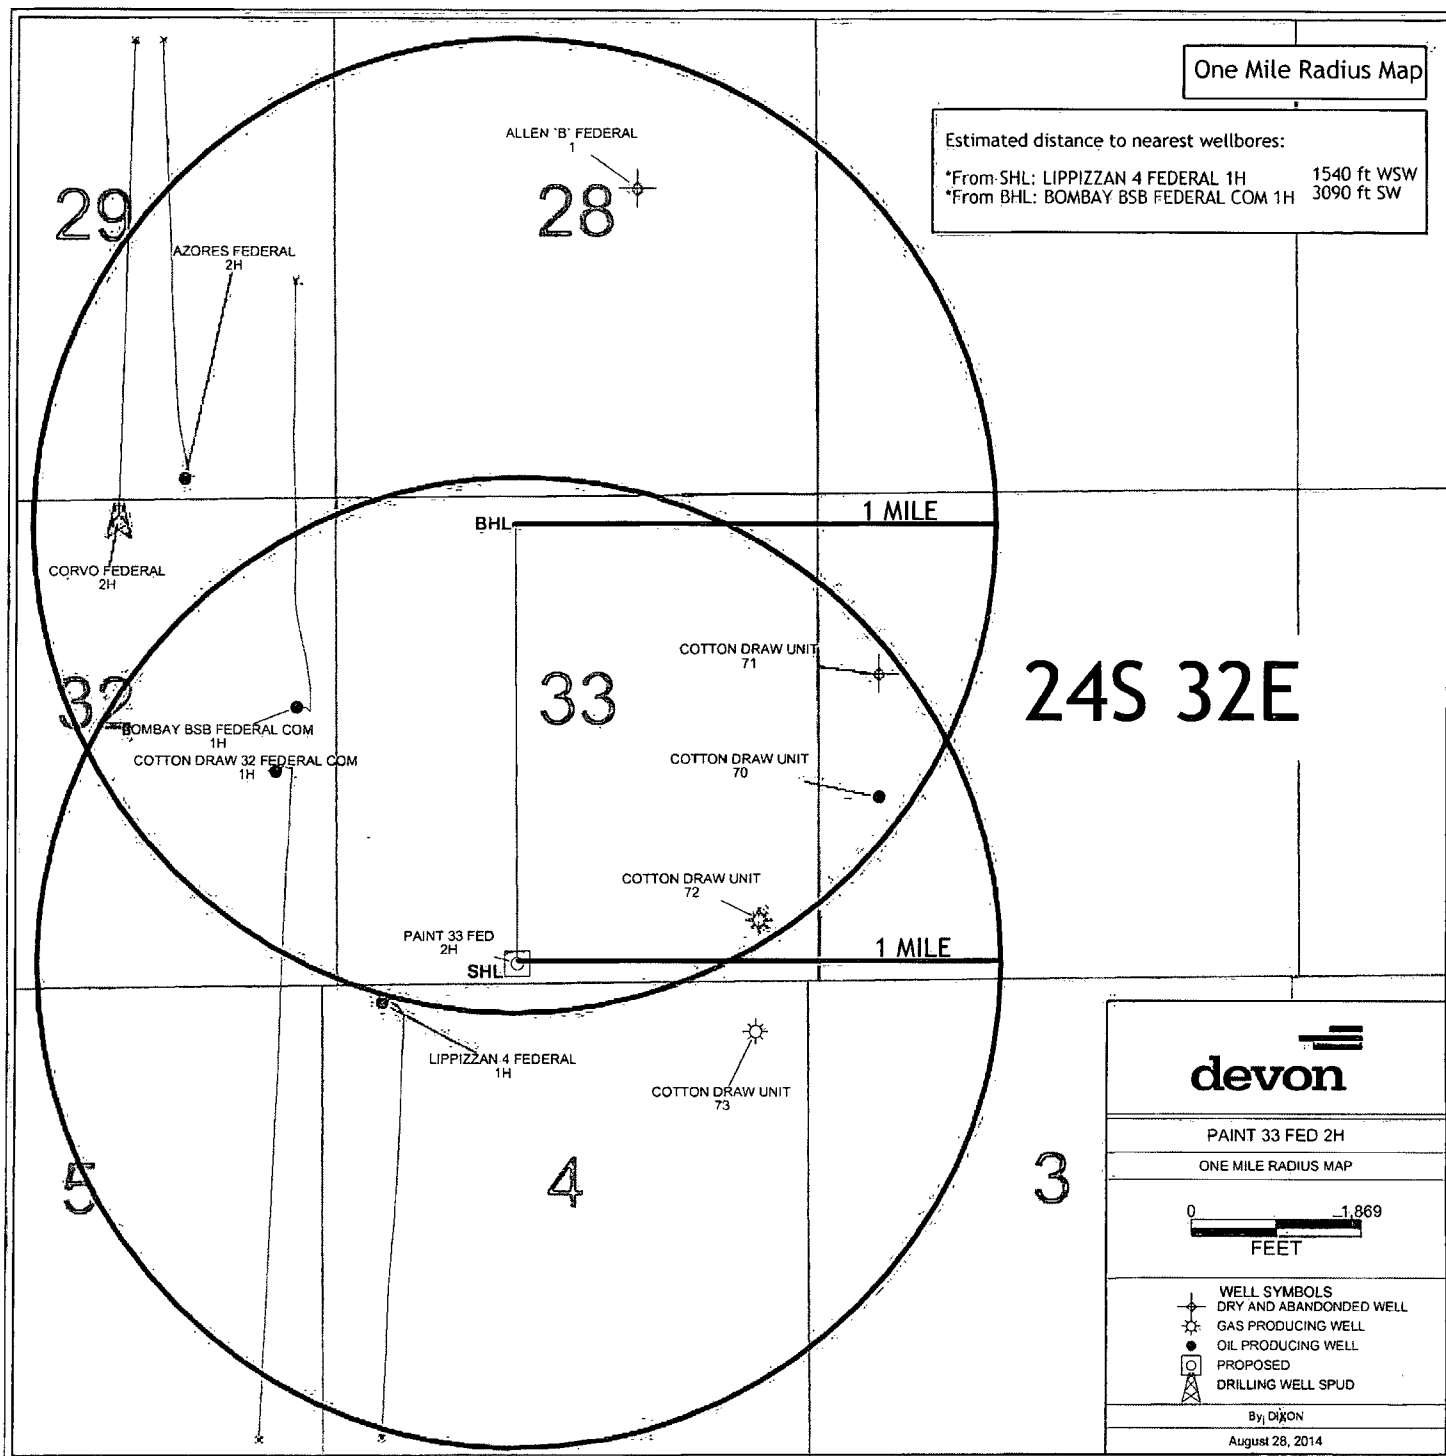 One Mile Radius Map
Estimated distance to nearest wellbores:
*From SHL: LIPPIZZAN 4 FEDERAL 1H 1540 ft WSW
*From BHL: BOMBAY BSB FEDERAL COM 1H 3090 ft SW
ALLEN 'B' FEDERAL
1
29
28
AZORES FEDERAL
2H
BHL
1 MILE
CORVO FEDERAL
2H
COTTON DRAW UNIT
71
24S 32E
32
33
BOMBAY BSB FEDERAL COM
1H
COTTON DRAW 32 FEDERAL COM
1H
COTTON DRAW UNIT
70
COTTON DRAW UNIT
72
PAINT 33 FED
2H
SHL
1 MILE
LIPPIZZAN 4 FEDERAL
1H
COTTON DRAW UNIT
73
5
4
3
devon
PAINT 33 FED 2H
ONE MILE RADIUS MAP
0 1,869
FEET
WELL SYMBOLS
DRY AND ABANDONDED WELL
GAS PRODUCING WELL
OIL PRODUCING WELL
PROPOSED
DRILLING WELL SPUD
By: DIXON
August 28, 2014